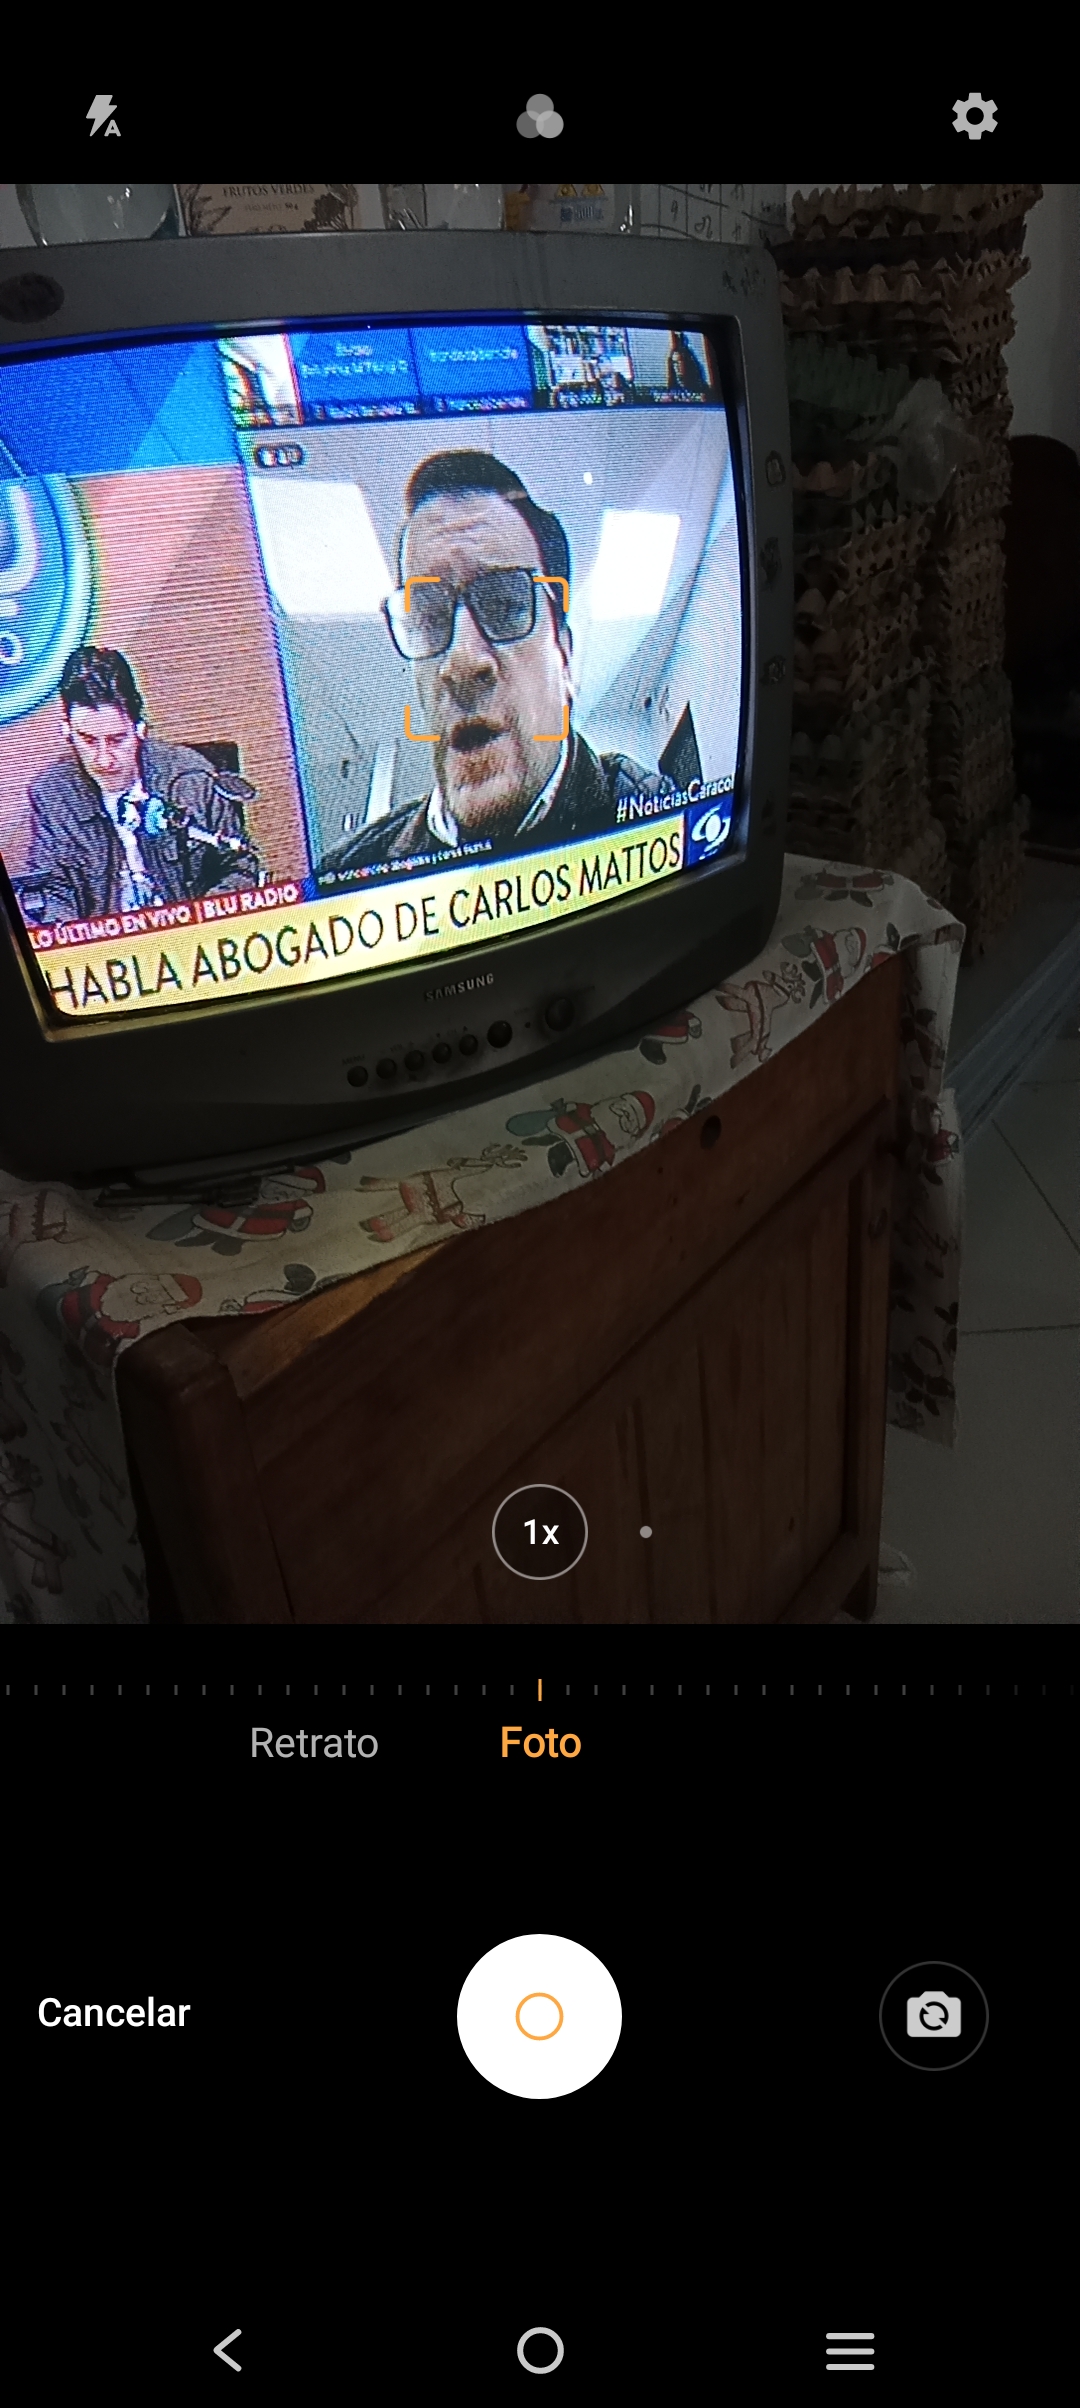 FRUTOS VERDES
#NoticiasCaracol
LO ÚLTIMO EN VIVO | BLU RADIO
HABLA ABOGADO DE CARLOS MATTOS
SAMSUNG
1x
Retrato
Foto
Cancelar